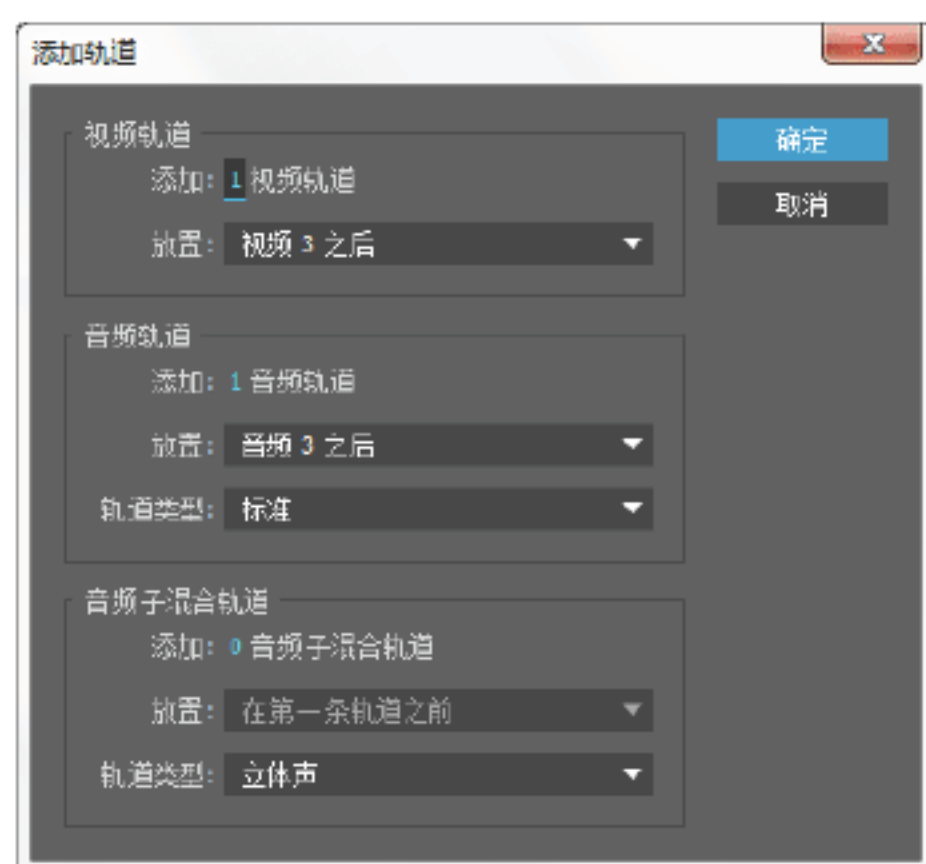 添加轨道
视频轨道
添加: 1 视频轨道
放置: 视频 3 之后
确定
取消
音频轨道
添加: 1 音频轨道
放置: 音频 3 之后
轨道类型: 标准
音频子混合轨道
添加: 0 音频子混合轨道
放置: 在第一条轨道之前
轨道类型: 立体声